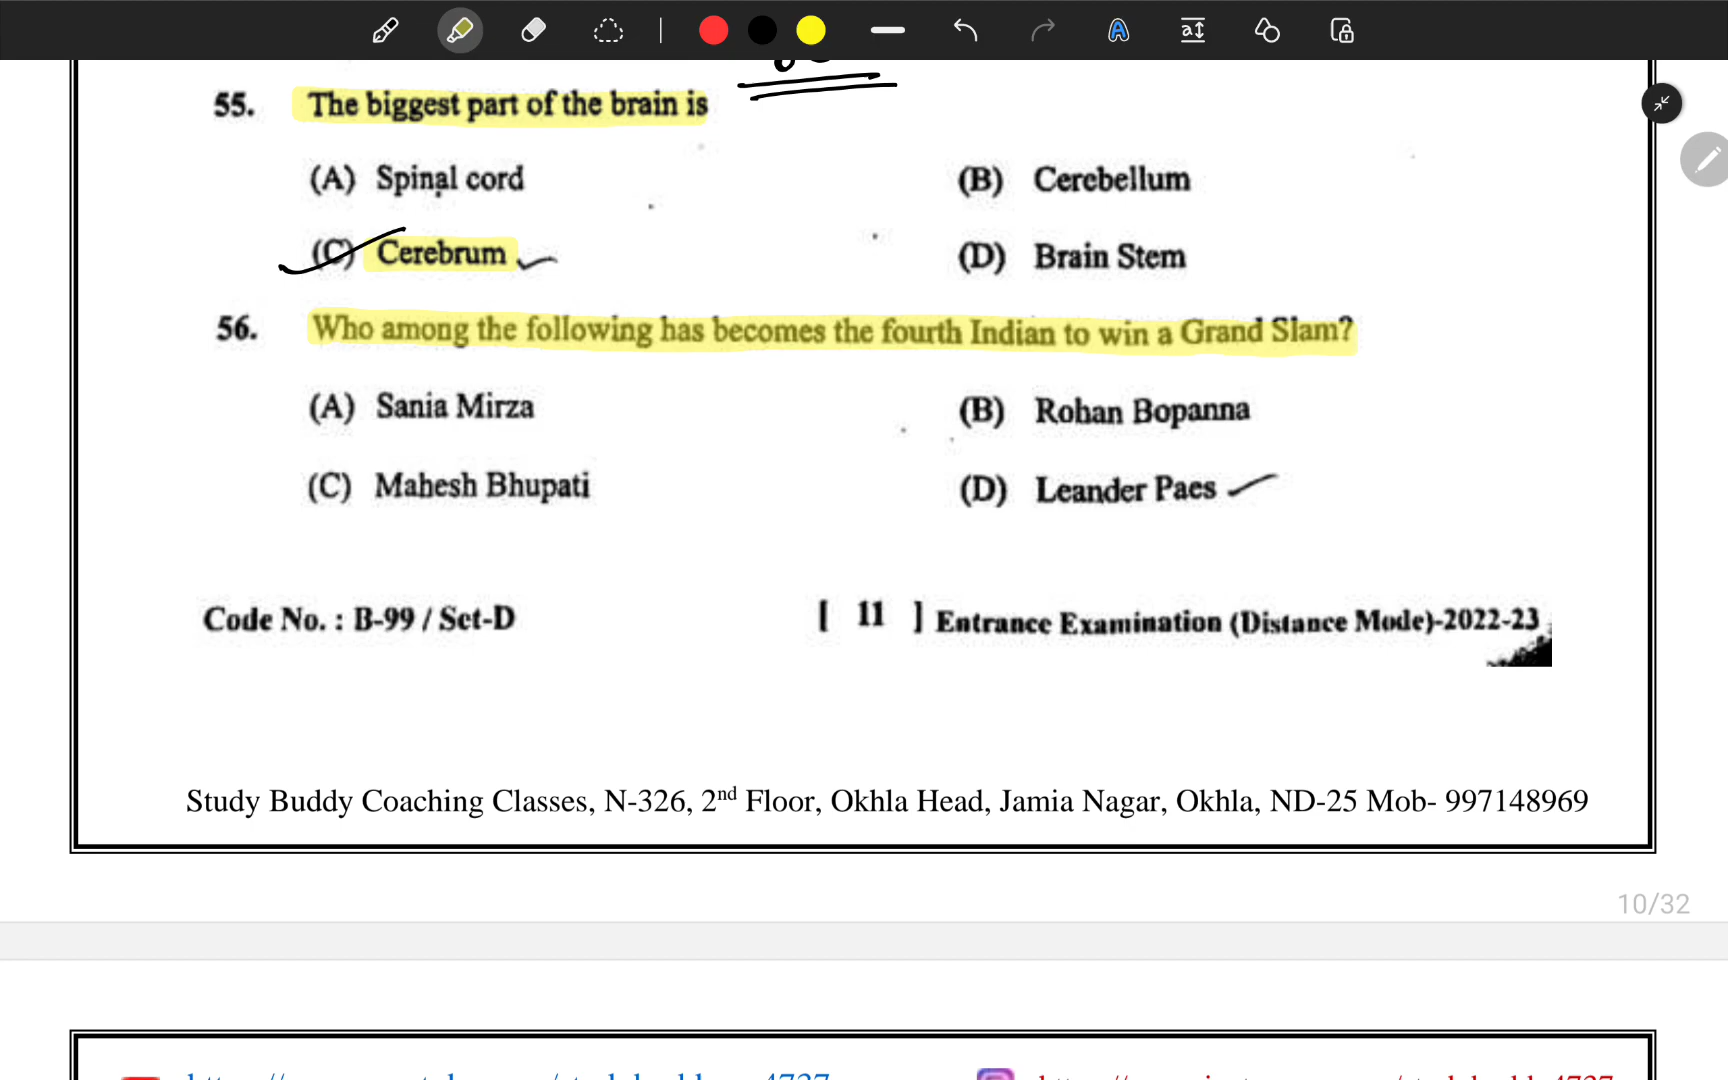 55. The biggest part of the brain is
(A) Spinal cord (B) Cerebellum
(C) Cerebrum (D) Brain Stem
56. Who among the following has becomes the fourth Indian to win a Grand Slam?
(A) Sania Mirza (B) Rohan Bopanna
(C) Mahesh Bhupati (D) Leander Paes
Code No. : B-99 / Set-D [ 11 ] Entrance Examination (Distance Mode)-2022-23
Study Buddy Coaching Classes, N-326, 2nd Floor, Okhla Head, Jamia Nagar, Okhla, ND-25 Mob- 997148969
10/32